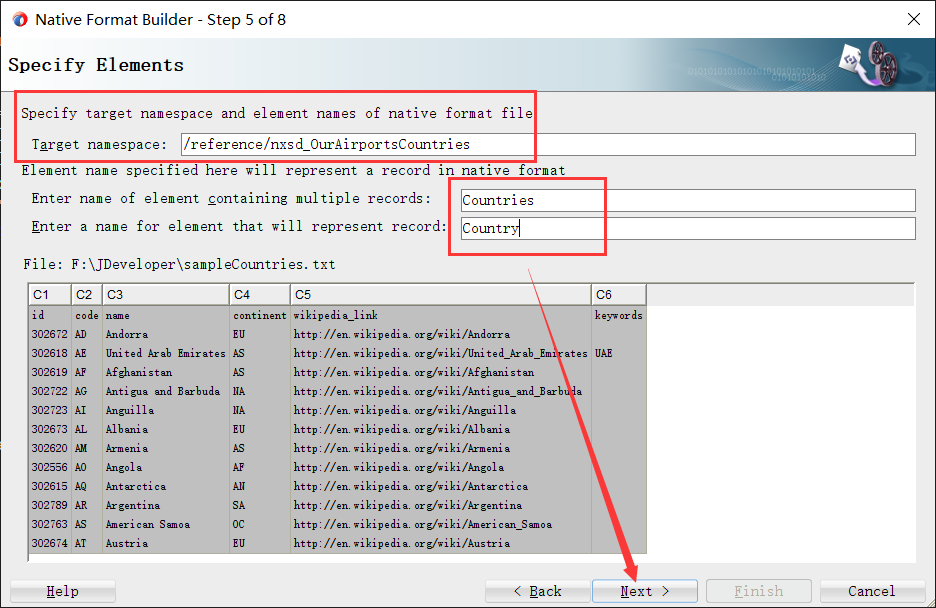 Native Format Builder - Step 5 of 8
Specify Elements
Specify target namespace and element names of native format file
Target namespace: /reference/nxsd_OurAirportsCountries
Element name specified here will represent a record in native format
Enter name of element containing multiple records: Countries
Enter a name for element that will represent record: Country
File: F:\JDeveloper\sampleCountries.txt
C1 C2 C3 C4 C5 C6
id code name continent wikipedia_link keywords
302672 AD Andorra EU http://en.wikipedia.org/wiki/Andorra
302618 AE United Arab Emirates AS http://en.wikipedia.org/wiki/United_Arab_Emirates UAE
302619 AF Afghanistan AS http://en.wikipedia.org/wiki/Afghanistan
302722 AG Antigua and Barbuda NA http://en.wikipedia.org/wiki/Antigua_and_Barbuda
302723 AI Anguilla NA http://en.wikipedia.org/wiki/Anguilla
302673 AL Albania EU http://en.wikipedia.org/wiki/Albania
302620 AM Armenia AS http://en.wikipedia.org/wiki/Armenia
302556 AO Angola AF http://en.wikipedia.org/wiki/Angola
302615 AQ Antarctica AN http://en.wikipedia.org/wiki/Antarctica
302789 AR Argentina SA http://en.wikipedia.org/wiki/Argentina
302763 AS American Samoa OC http://en.wikipedia.org/wiki/American_Samoa
302674 AT Austria EU http://en.wikipedia.org/wiki/Austria
Help < Back Next > Finish Cancel